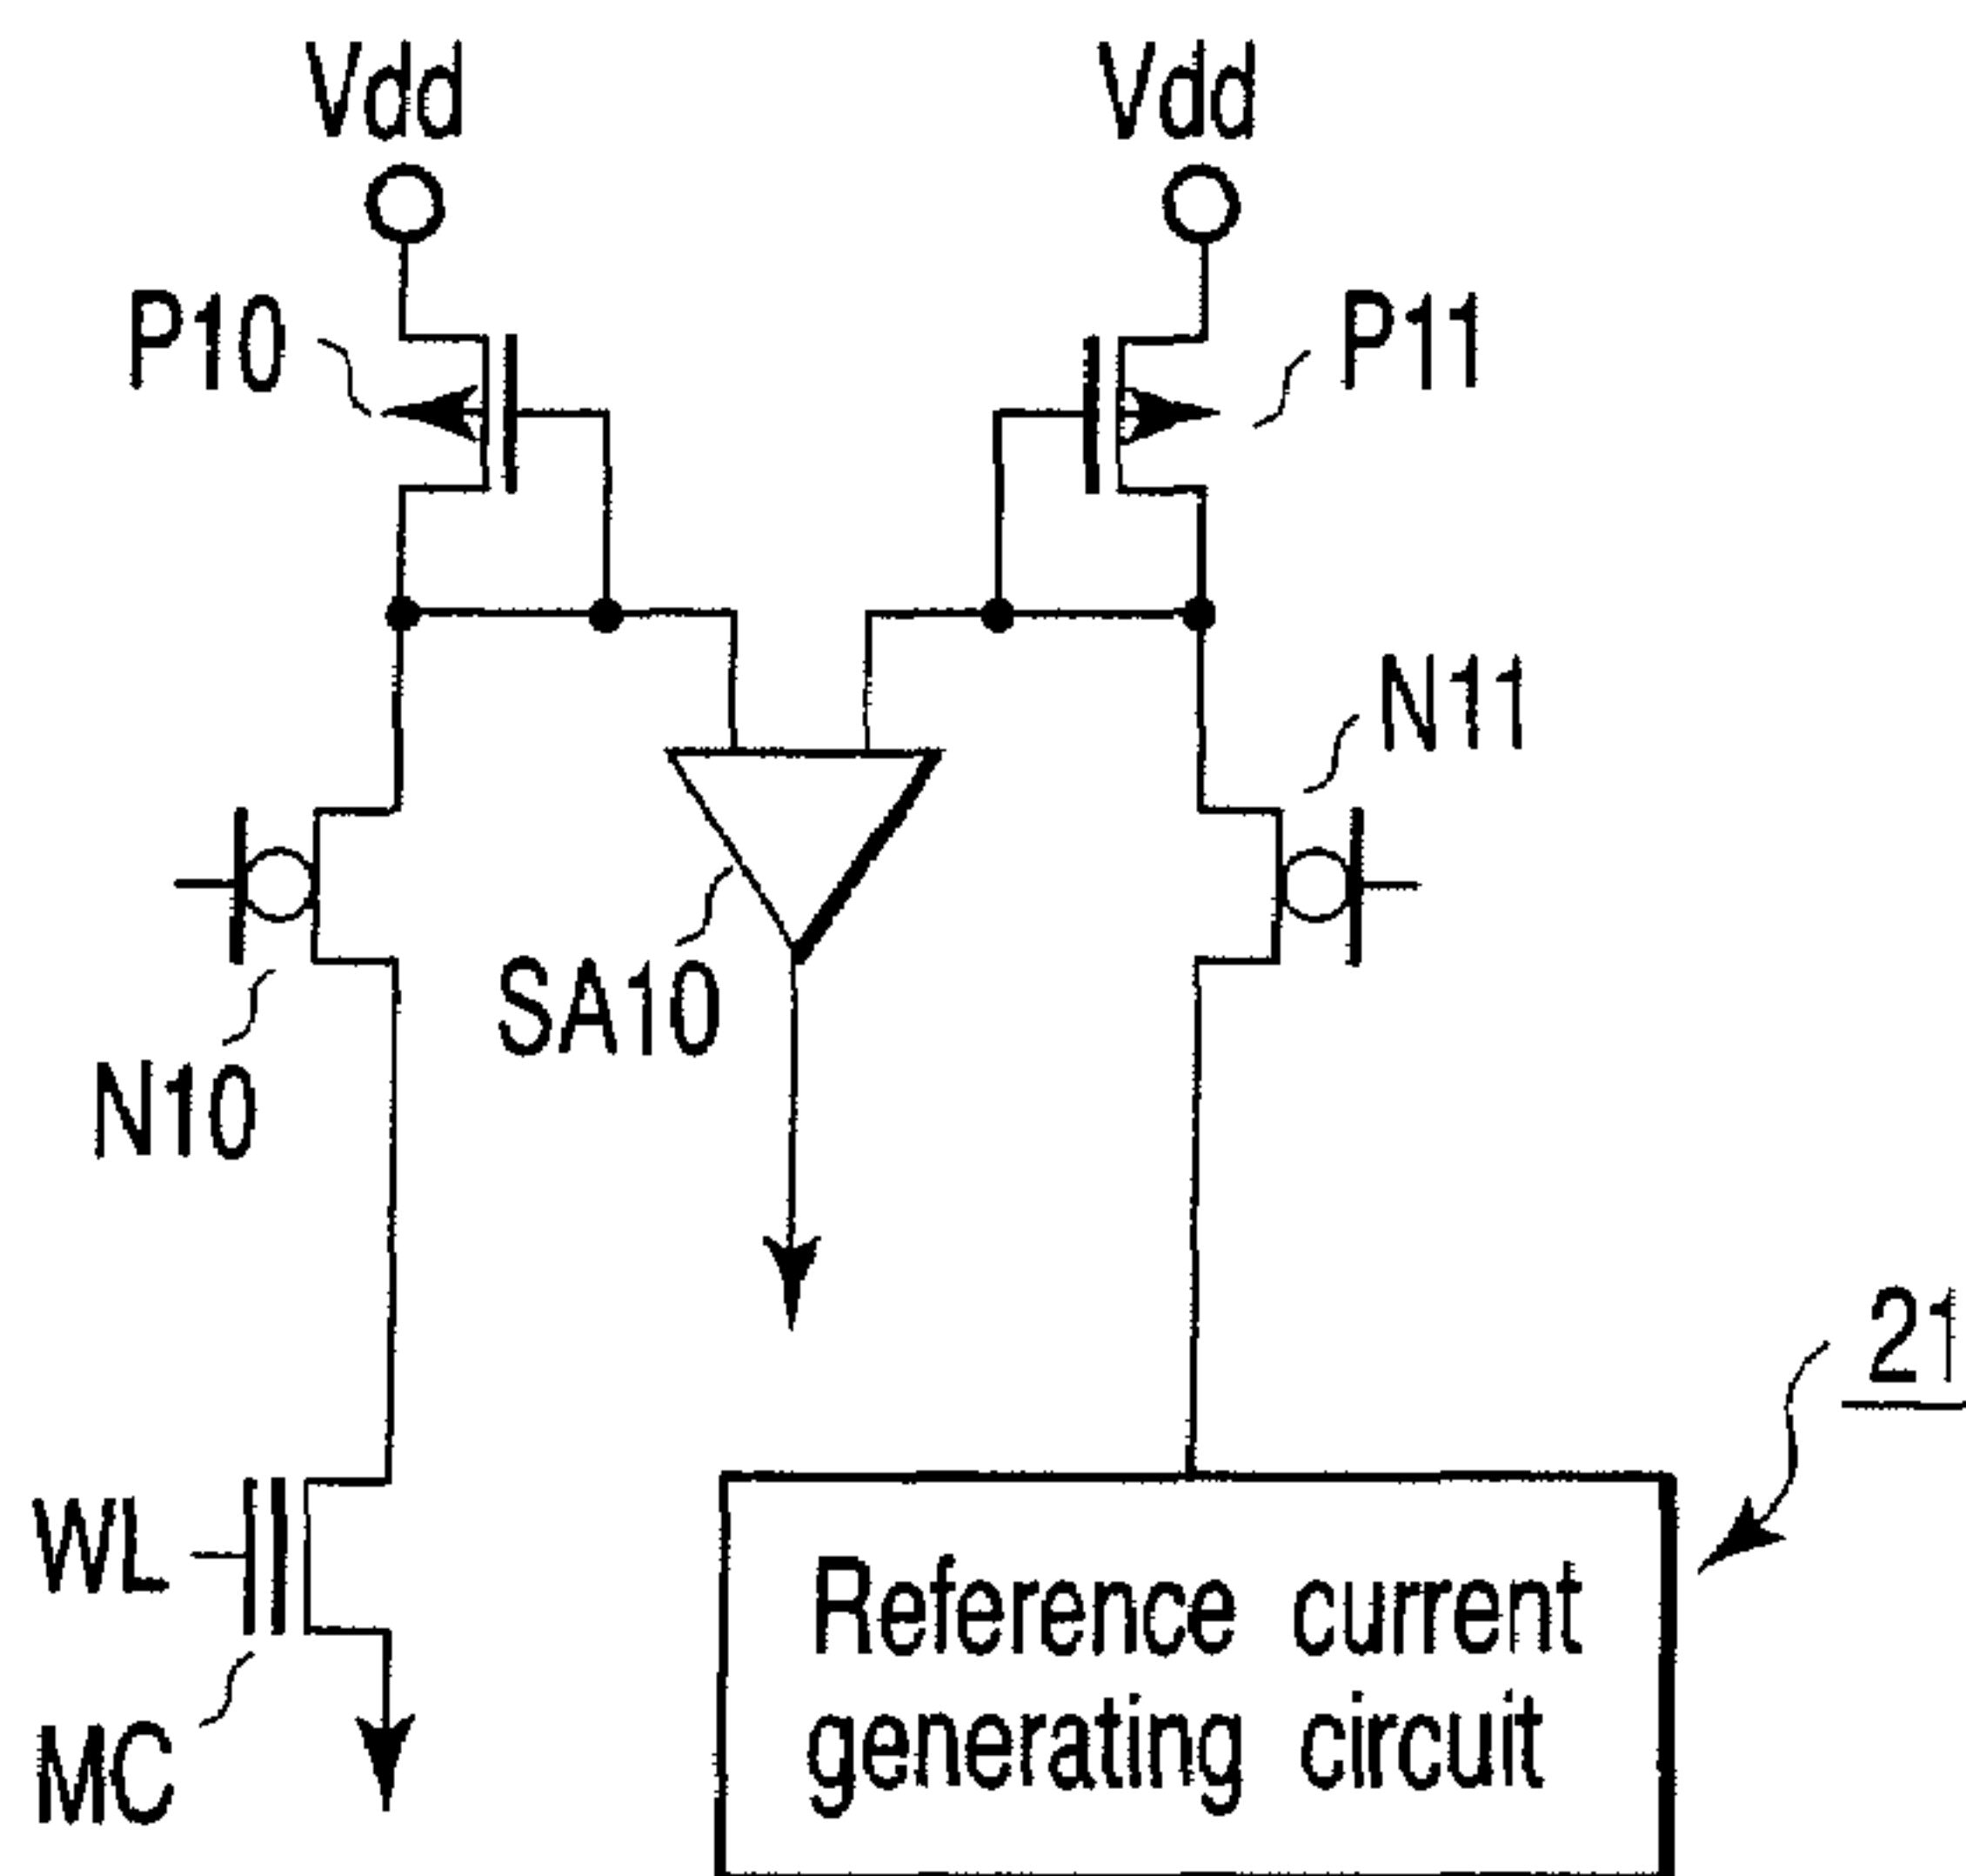 Vdd
Vdd
P10
P11
N11
SA10
N10
21
WL
Reference current
generating circuit
MC